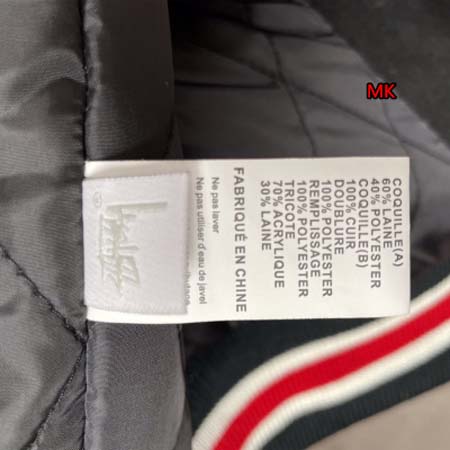 MK
COQUILLE(A)
60% LAINE
40% POLYESTER
COQUILLE(B)
100% CUIR
DOUBLURE
100% POLYESTER
REMPLISSAGE
100% POLYESTER
TRICOTE
70% ACRYLIQUE
30% LAINE
FABRIQUÉ EN CHINE
Ne pas laver
Ne pas utiliser d'eau de javel